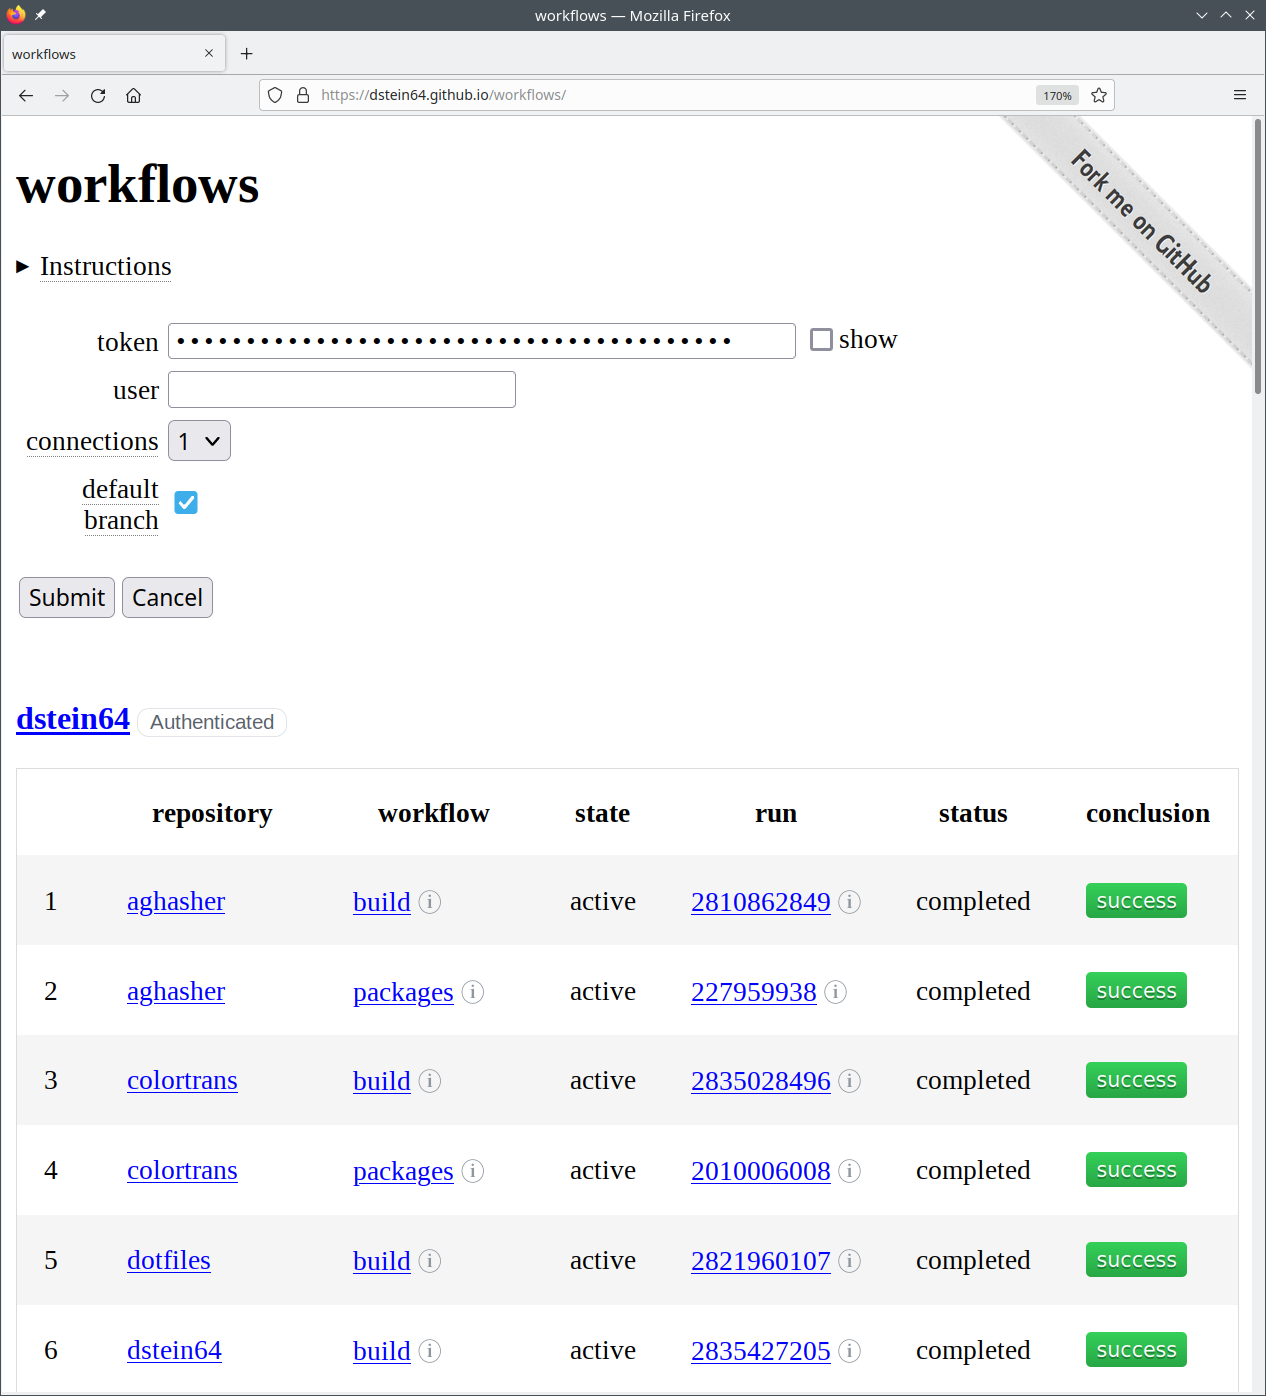 workflows — Mozilla Firefox
workflows
https://dstein64.github.io/workflows/ 170%
Fork me on GitHub
workflows
Instructions
token •••••••••••••••••••••••••••••••••••••••• show
user
connections 1
default
branch
Submit Cancel
dstein64 Authenticated
repository workflow state run status conclusion
1 aghasher build i active 2810862849 i completed success
2 aghasher packages i active 227959938 i completed success
3 colortrans build i active 2835028496 i completed success
4 colortrans packages i active 2010006008 i completed success
5 dotfiles build i active 2821960107 i completed success
6 dstein64 build i active 2835427205 i completed success